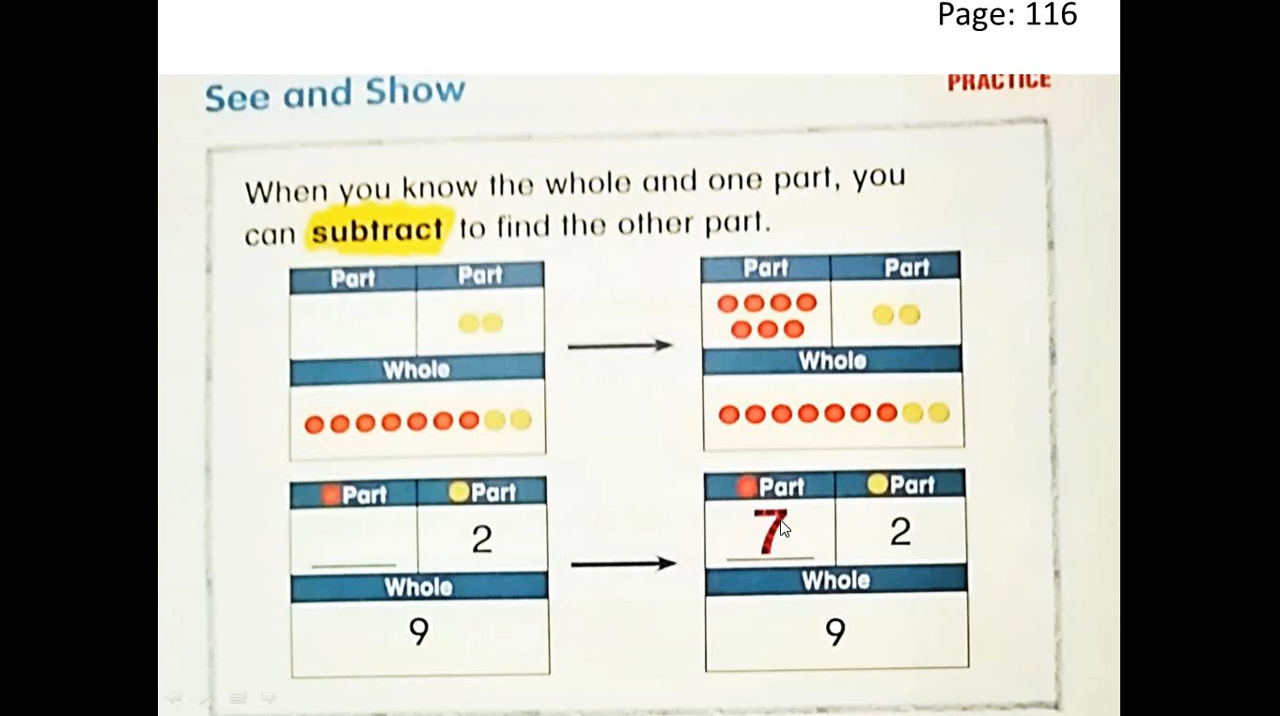 Page: 116
See and Show
PRACTICE
When you know the whole and one part, you
can subtract to find the other part.
Part Part
Whole
Part Part
Whole
Part Part
2
Whole
9
Part Part
7 2
Whole
9